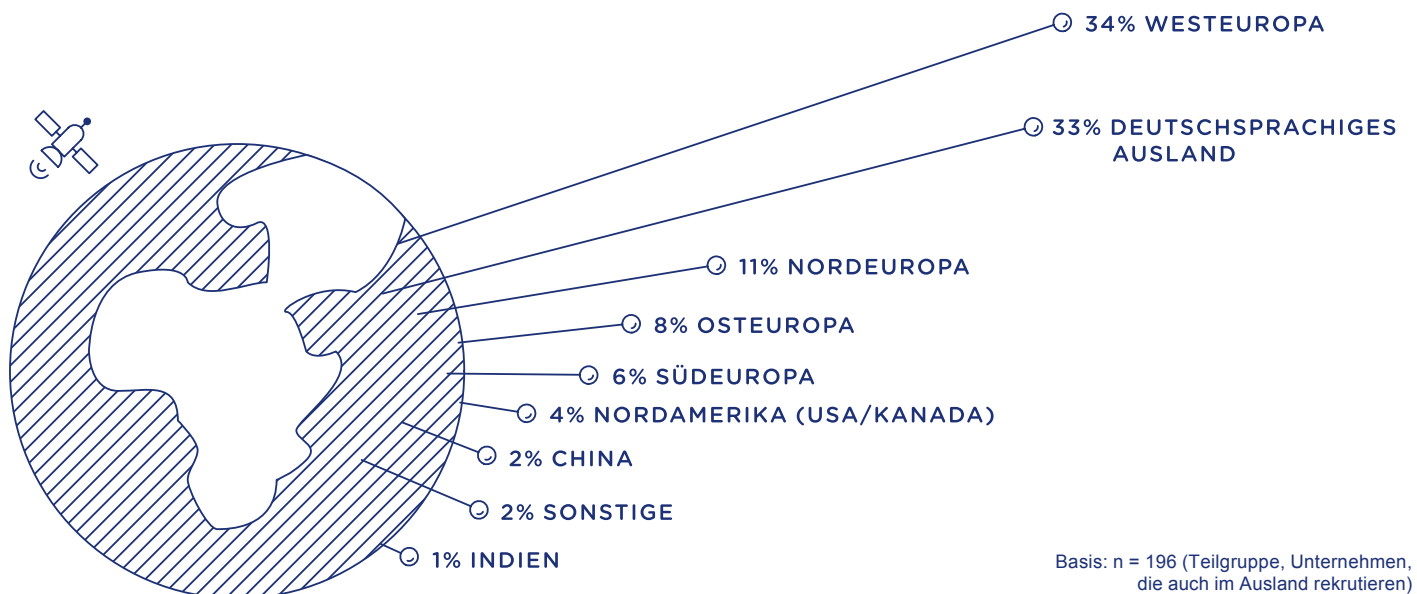 34% WESTEUROPA
33% DEUTSCHSPRACHIGES
AUSLAND
11% NORDEUROPA
8% OSTEUROPA
6% SÜDEUROPA
4% NORDAMERIKA (USA/KANADA)
2% CHINA
2% SONSTIGE
1% INDIEN
Basis: n = 196 (Teilgruppe, Unternehmen,
die auch im Ausland rekrutieren)